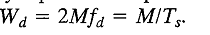 W_d = 2Mf_d = M/T_s.